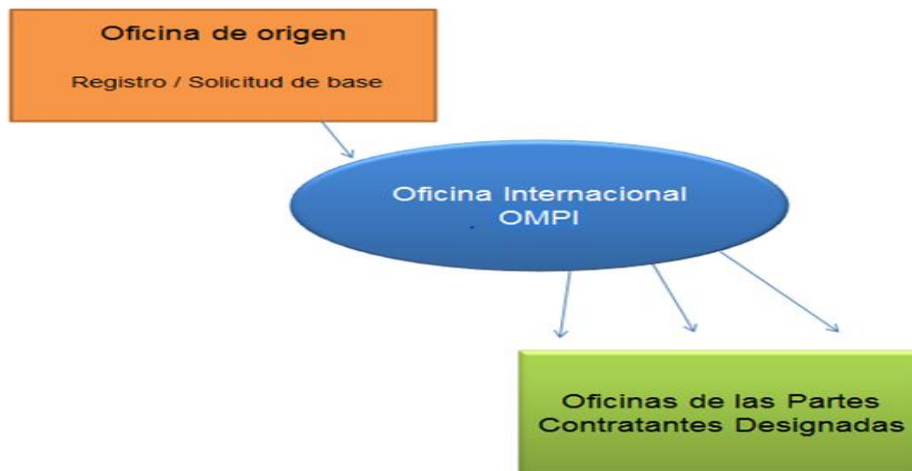 Oficina de origen
Registro / Solicitud de base
Oficina Internacional
OMPI
Oficinas de las Partes
Contratantes Designadas